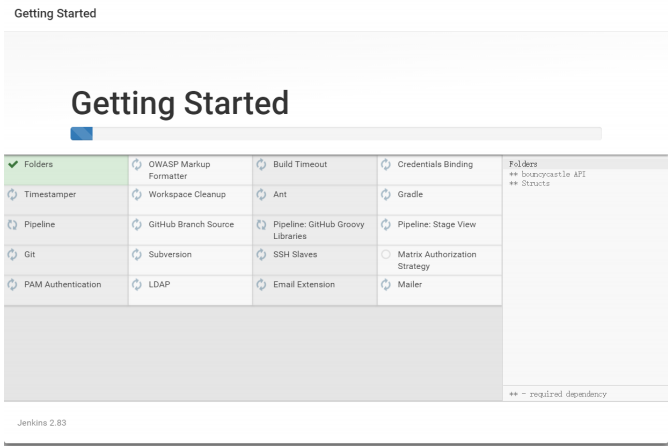 Getting Started
Getting Started
Folders
OWASP Markup
Formatter
Build Timeout
Credentials Binding
Timestamper
Workspace Cleanup
Ant
Gradle
Pipeline
GitHub Branch Source
Pipeline: GitHub Groovy
Libraries
Pipeline: Stage View
Git
Subversion
SSH Slaves
Matrix Authorization
Strategy
PAM Authentication
LDAP
Email Extension
Mailer
Folders
** bouncycastle API
** Structs
** - required dependency
Jenkins 2.83